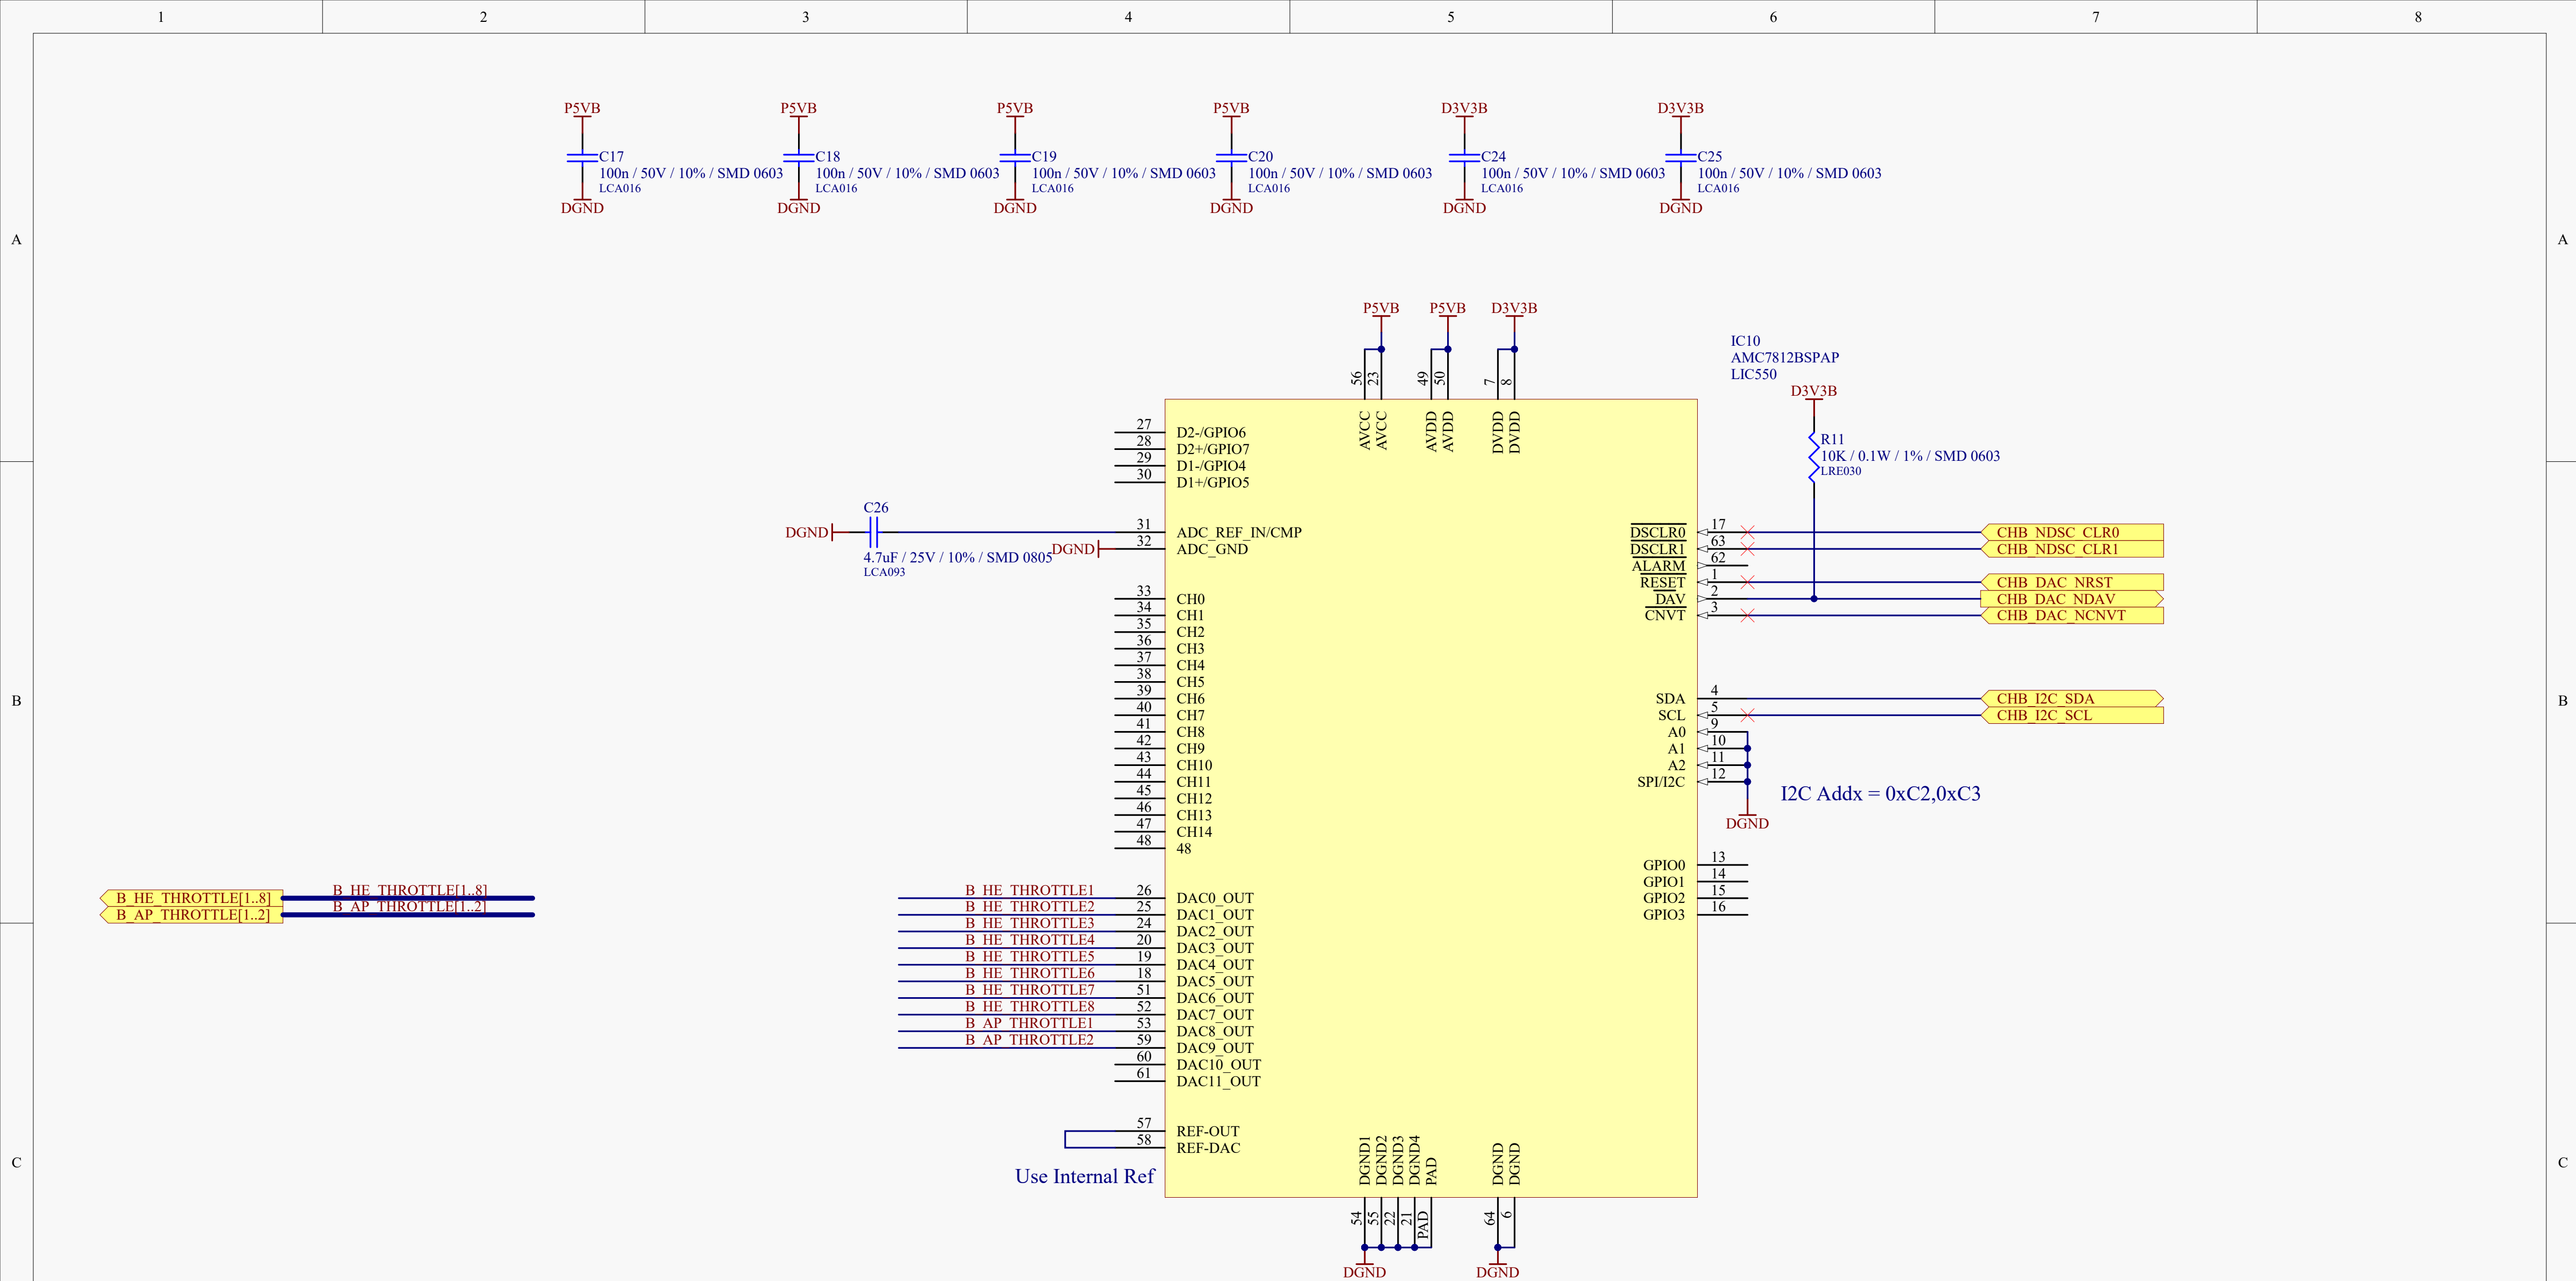 1 2 3 4 5 6 7 8
P5VB P5VB P5VB P5VB D3V3B D3V3B
C17 C18 C19 C20 C24 C25
100n / 50V / 10% / SMD 0603 100n / 50V / 10% / SMD 0603 100n / 50V / 10% / SMD 0603 100n / 50V / 10% / SMD 0603 100n / 50V / 10% / SMD 0603 100n / 50V / 10% / SMD 0603
LCA016 LCA016 LCA016 LCA016 LCA016 LCA016
DGND DGND DGND DGND DGND DGND
A A
P5VB P5VB D3V3B
IC10
AMC7812BSPAP
LIC550
56 23 49 50 7 8
AVCC AVCC AVDD AVDD DVDD DVDD
D3V3B
R11
10K / 0.1W / 1% / SMD 0603
LRE030
27 D2-/GPIO6
28 D2+/GPIO7
29 D1-/GPIO4
30 D1+/GPIO5
C26
DGND
4.7uF / 25V / 10% / SMD 0805
LCA093
31 ADC_REF_IN/CMP
DGND 32 ADC_GND
DSCLR0 17 CHB_NDSC_CLR0
DSCLR1 63 CHB_NDSC_CLR1
ALARM 62
RESET 1 CHB_DAC_NRST
DAV 2 CHB_DAC_NDAV
CNVT 3 CHB_DAC_NCNVT
33 CH0
34 CH1
35 CH2
36 CH3
37 CH4
38 CH5
39 CH6
40 CH7
41 CH8
42 CH9
43 CH10
44 CH11
45 CH12
46 CH13
47 CH14
48 48
B B
SDA 4 CHB_I2C_SDA
SCL 5 CHB_I2C_SCL
A0 9
A1 10
A2 11
SPI/I2C 12
I2C Addx = 0xC2,0xC3
DGND
GPIO0 13
GPIO1 14
GPIO2 15
GPIO3 16
B_HE_THROTTLE[1..8] B_HE_THROTTLE[1..8]
B_AP_THROTTLE[1..2] B_AP_THROTTLE[1..2]
B_HE_THROTTLE1 26 DAC0_OUT
B_HE_THROTTLE2 25 DAC1_OUT
B_HE_THROTTLE3 24 DAC2_OUT
B_HE_THROTTLE4 20 DAC3_OUT
B_HE_THROTTLE5 19 DAC4_OUT
B_HE_THROTTLE6 18 DAC5_OUT
B_HE_THROTTLE7 51 DAC6_OUT
B_HE_THROTTLE8 52 DAC7_OUT
B_AP_THROTTLE1 53 DAC8_OUT
B_AP_THROTTLE2 59 DAC9_OUT
60 DAC10_OUT
61 DAC11_OUT
57 REF-OUT
58 REF-DAC
Use Internal Ref
C C
DGND1 DGND2 DGND3 DGND4 PAD DGND DGND
54 55 22 21 PAD 64 6
DGND DGND